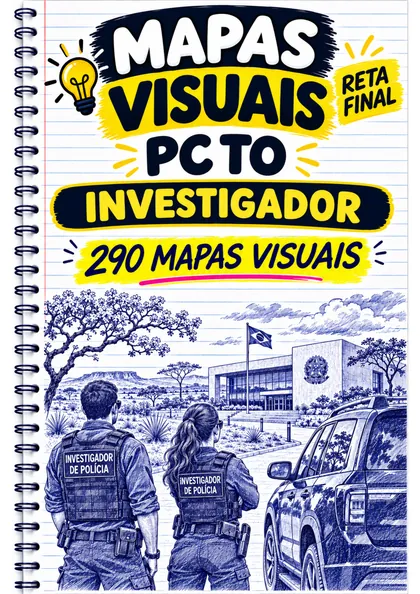 MAPAS
VISUAIS
RETA
FINAL
PC TO
INVESTIGADOR
290 MAPAS VISUAIS
INVESTIGADOR
DE POLÍCIA
INVESTIGADOR
DE POLÍCIA